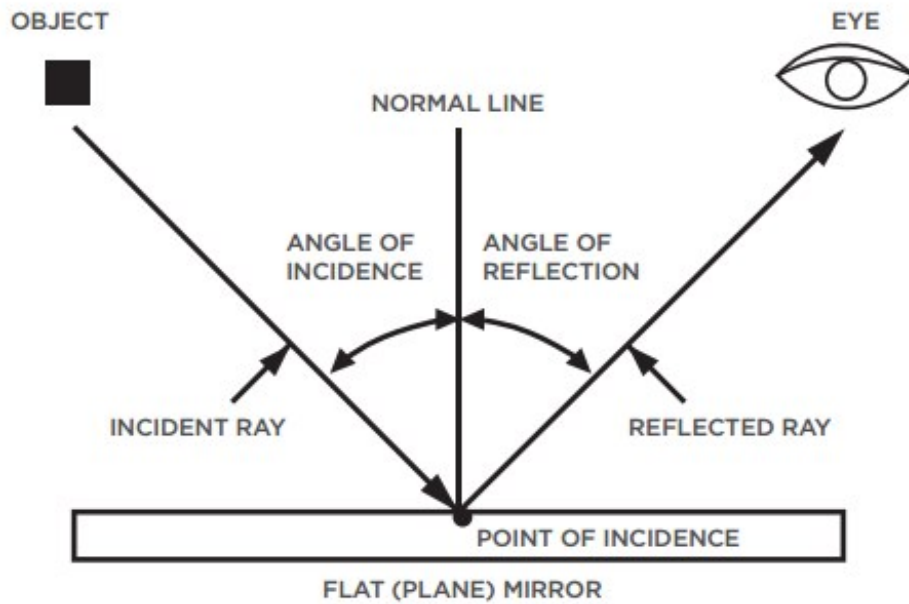 OBJECT
EYE
NORMAL LINE
ANGLE OF
INCIDENCE
ANGLE OF
REFLECTION
INCIDENT RAY
REFLECTED RAY
POINT OF INCIDENCE
FLAT (PLANE) MIRROR